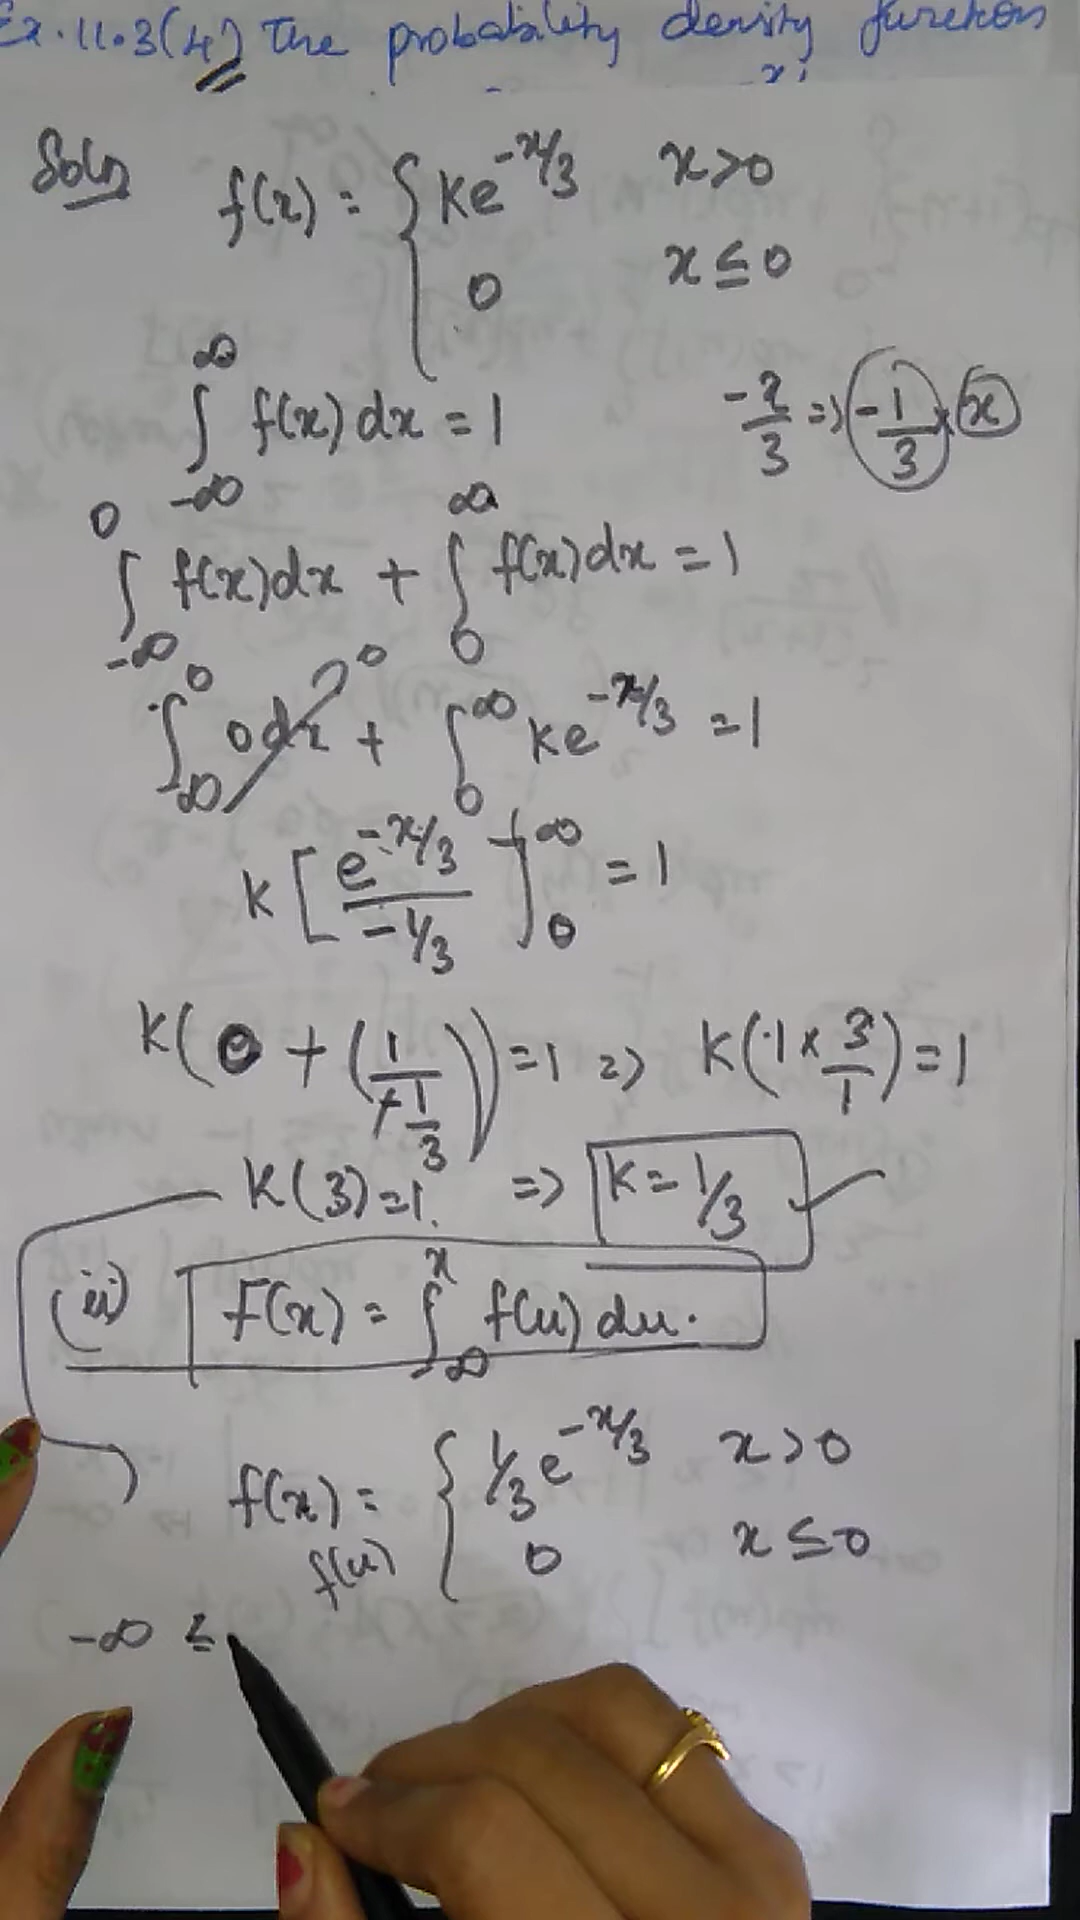 Ex.11.3(4) The probability density function
x
Soln f(x) = { ke^{-x/3} x>0
0 x≤0
∫_{-∞}^{∞} f(x) dx = 1 -x/3 => -1/3 × x
∫_{-∞}^{0} f(x)dx + ∫_{0}^{∞} f(x)dx = 1
∫_{-∞}^{0} 0dx + ∫_{0}^{∞} ke^{-x/3} = 1
k[e^{-x/3} / -1/3]_{0}^{∞} = 1
k(0 + (1 / +1/3)) = 1 => k(1 × 3/1) = 1
k(3)=1. => k = 1/3
(ii) F(x) = ∫_{-∞}^{x} f(u) du.
f(x) = { 1/3 e^{-x/3} x>0
f(u) 0 x≤0
-∞ ≤